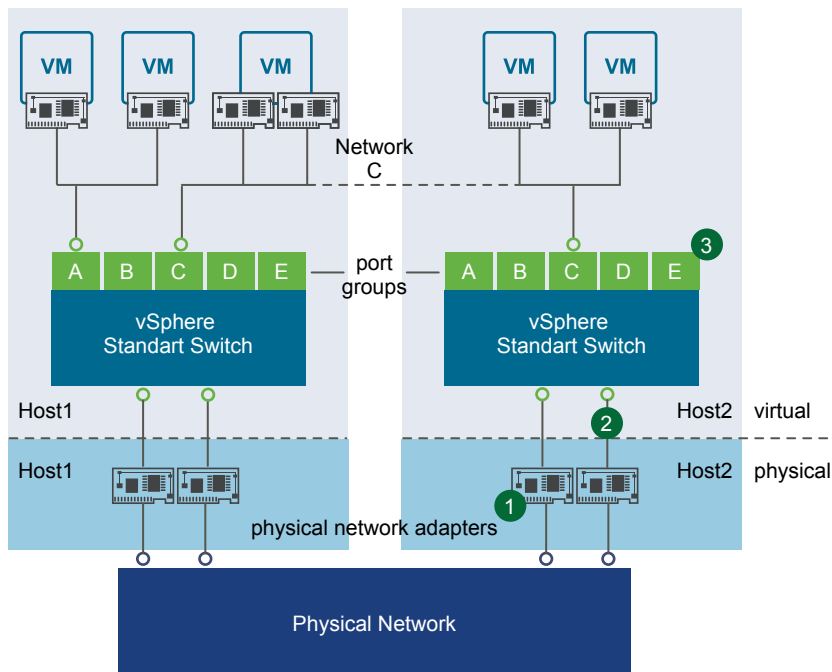 VM
VM
VM
VM
VM
Network
C
A
B
C
D
E
port
groups
A
B
C
D
E
3
vSphere
Standart Switch
vSphere
Standart Switch
Host1
2
Host2
virtual
Host1
Host2
physical
1
physical network adapters
Physical Network